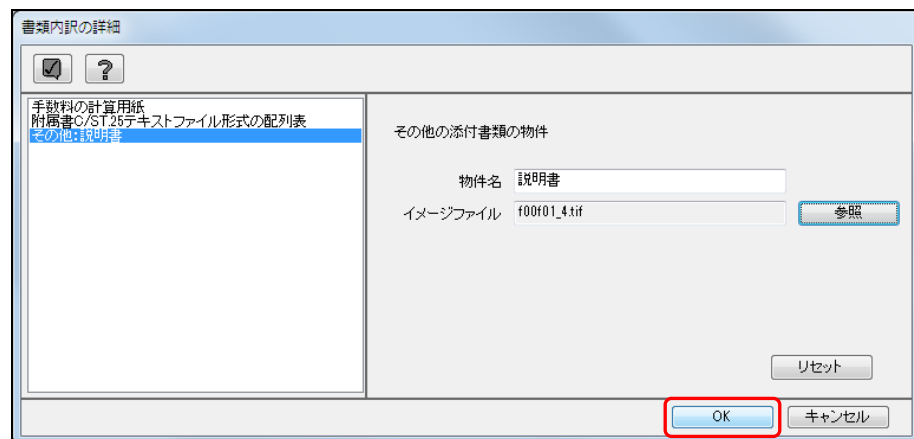 書類内訳の詳細
?
手数料の計算用紙
附属書C/ST.25テキストファイル形式の配列表
その他:説明書
その他の添付書類の物件
物件名 説明書
イメージファイル f00f01_4.tif 参照
リセット
OK キャンセル